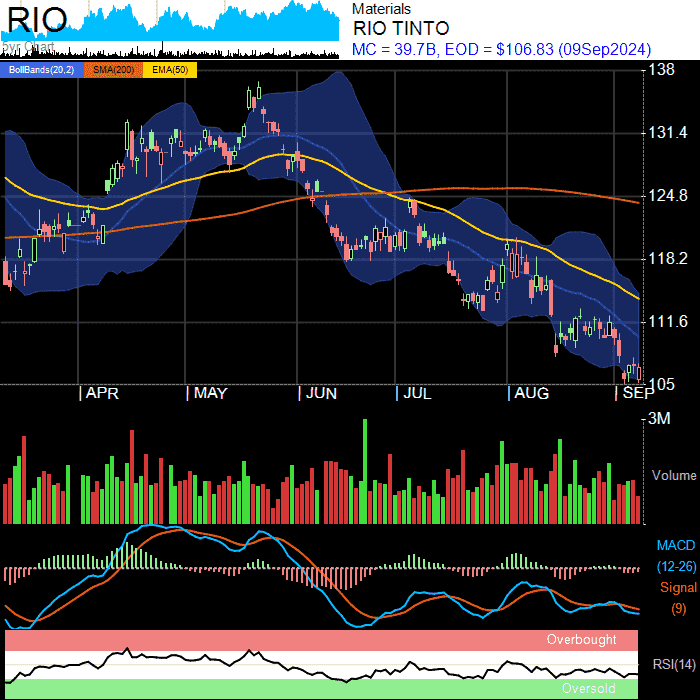 RIO
5yr Chart
Materials
RIO TINTO
MC = 39.7B, EOD = $106.83 (09Sep2024)
BollBands(20,2) SMA(200) EMA(50)
138
131.4
124.8
118.2
111.6
105
APR MAY JUN JUL AUG SEP
3M
Volume
MACD
(12-26)
Signal
(9)
Overbought
RSI(14)
Oversold